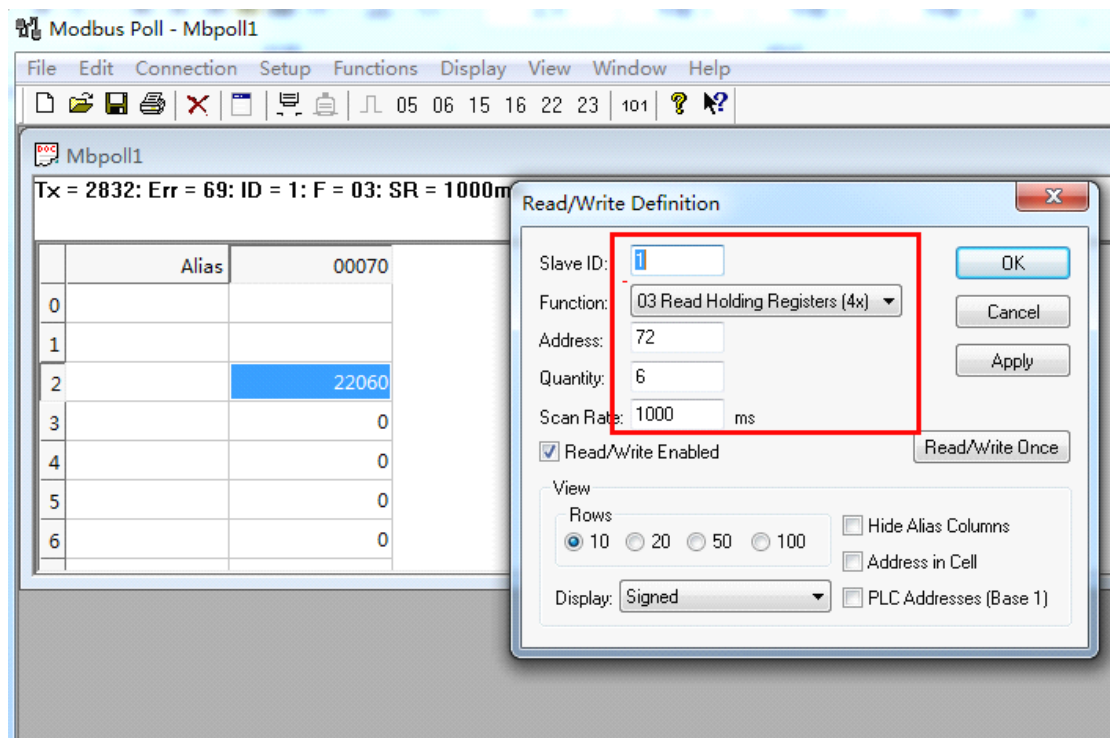 Modbus Poll - Mbpoll1
File Edit Connection Setup Functions Display View Window Help
05 06 15 16 22 23 101
Mbpoll1
Tx = 2832: Err = 69: ID = 1: F = 03: SR = 1000m
Alias 00070
0
1
2 22060
3 0
4 0
5 0
6 0
Read/Write Definition
Slave ID: 1
OK
Function: 03 Read Holding Registers (4x)
Cancel
Address: 72
Apply
Quantity: 6
Scan Rate: 1000 ms
Read/Write Enabled
Read/Write Once
View
Rows
10 20 50 100
Hide Alias Columns
Address in Cell
Display: Signed
PLC Addresses (Base 1)